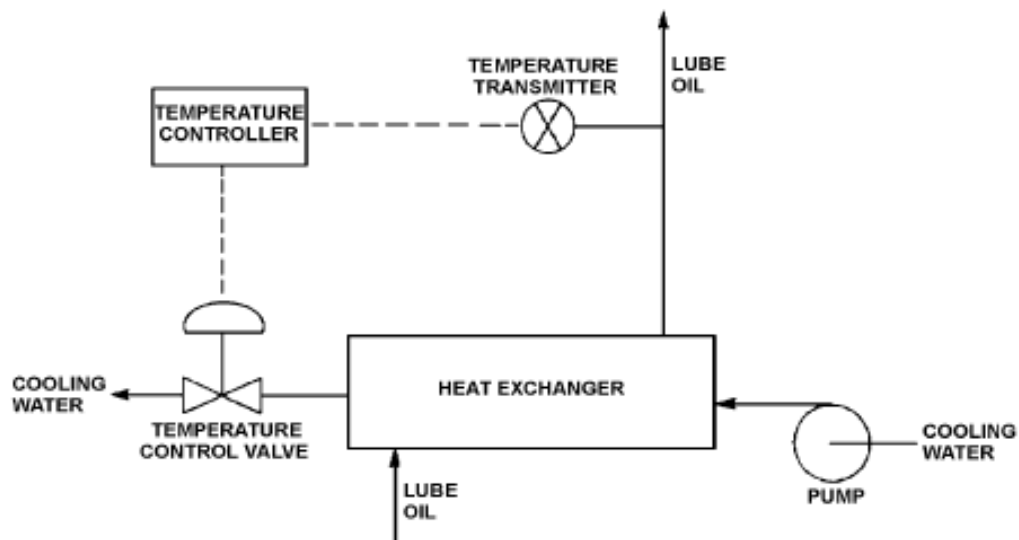 TEMPERATURE
TRANSMITTER
LUBE
OIL
TEMPERATURE
CONTROLLER
COOLING
WATER
TEMPERATURE
CONTROL VALVE
HEAT EXCHANGER
COOLING
WATER
PUMP
LUBE
OIL